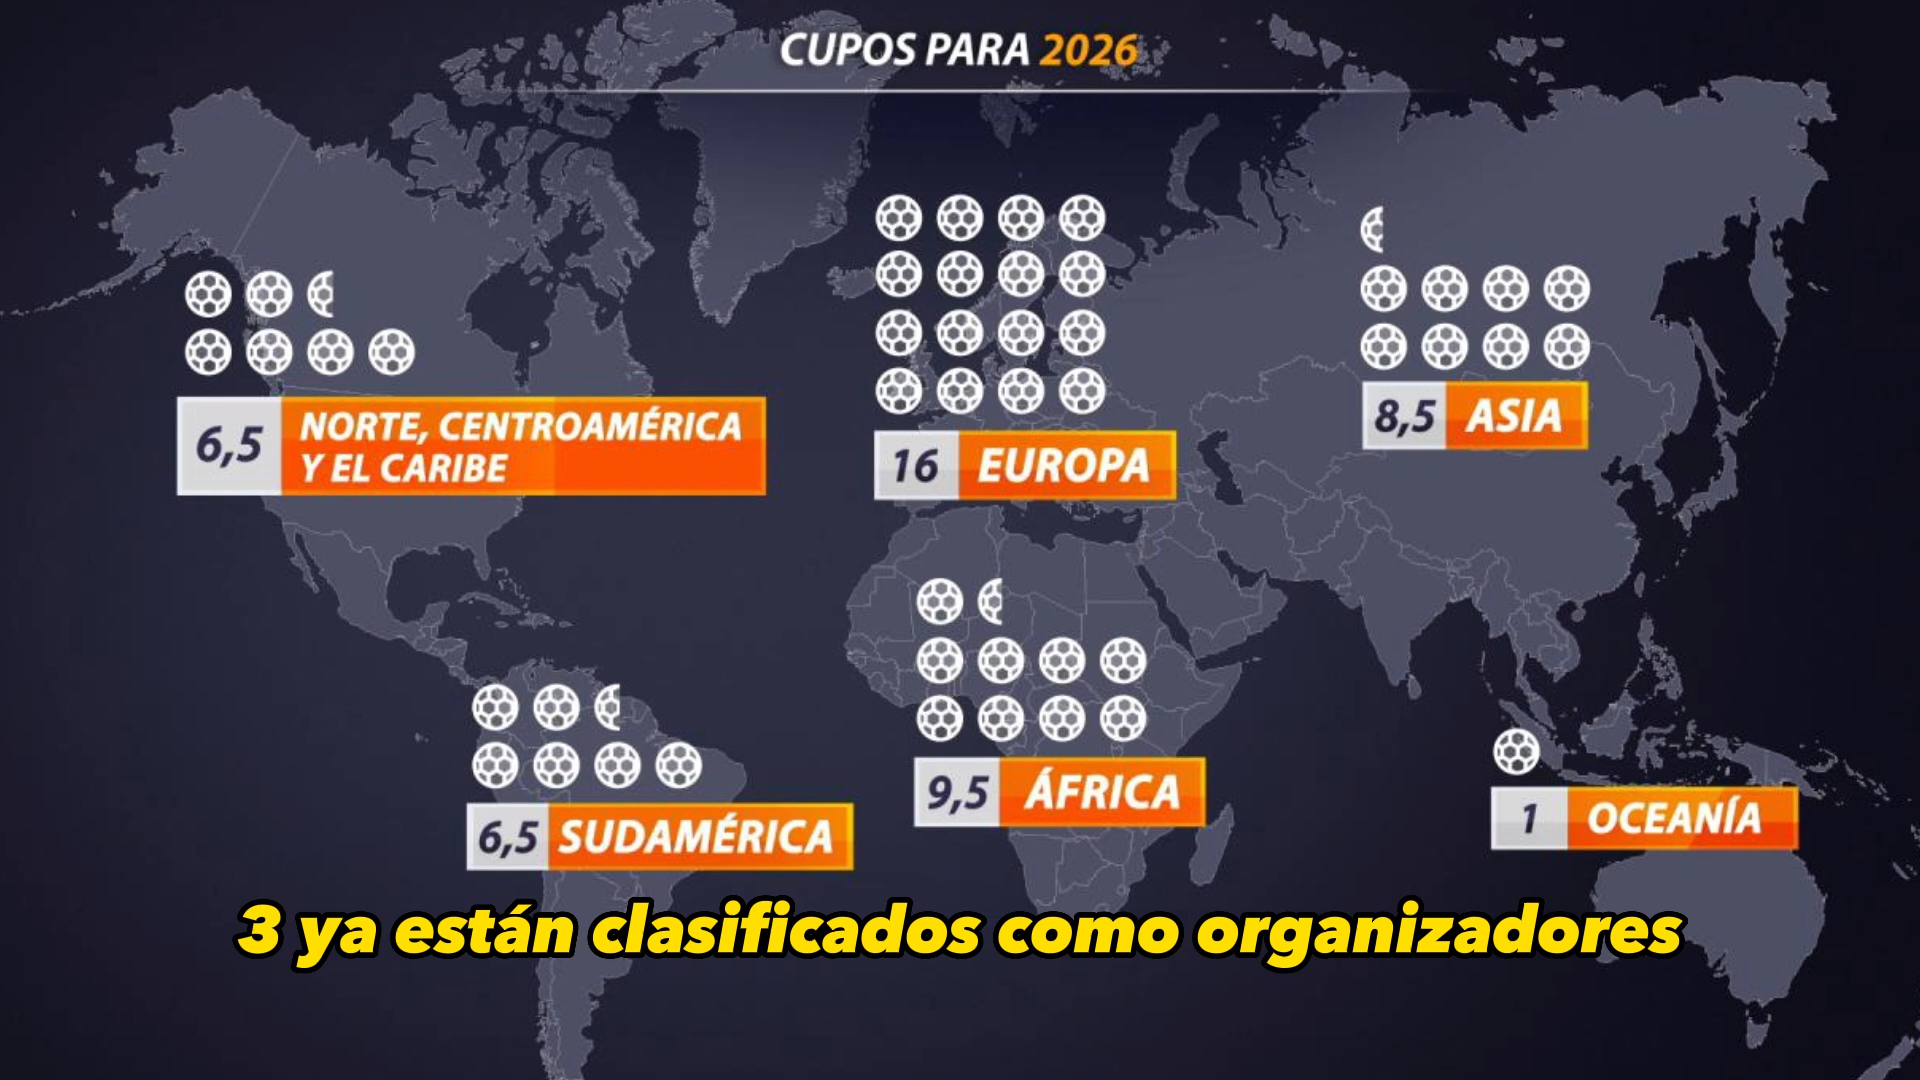 CUPOS PARA 2026
6,5 NORTE, CENTROAMÉRICA
Y EL CARIBE
16 EUROPA
8,5 ASIA
6,5 SUDAMÉRICA
9,5 ÁFRICA
1 OCEANÍA
3 ya están clasificados como organizadores